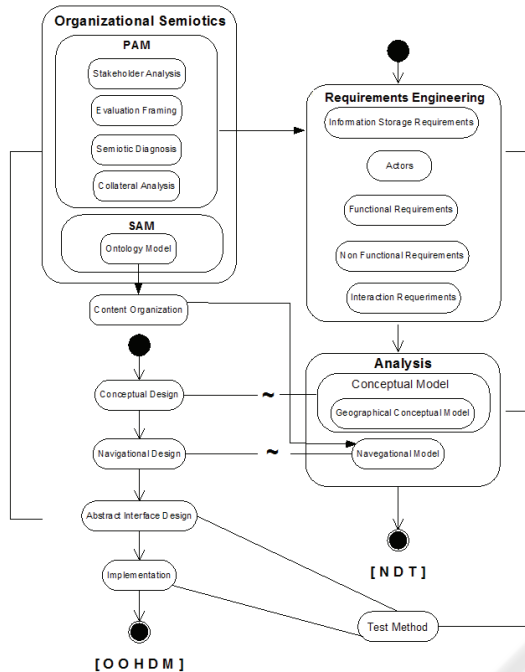 Organizational Semiotics
PAM
Stakeholder Analysis
Evaluation Framing
Semiotic Diagnosis
Collateral Analysis
SAM
Ontology Model
Content Organization
Conceptual Design
~
Navigational Design
~
Abstract Interface Design
Implementation
[ O O H D M ]
Requirements Engineering
Information Storage Requirements
Actors
Functional Requirements
Non Functional Requirements
Interaction Requeriments
Analysis
Conceptual Model
Geographical Conceptual Model
Navegational Model
[ N D T ]
Test Method